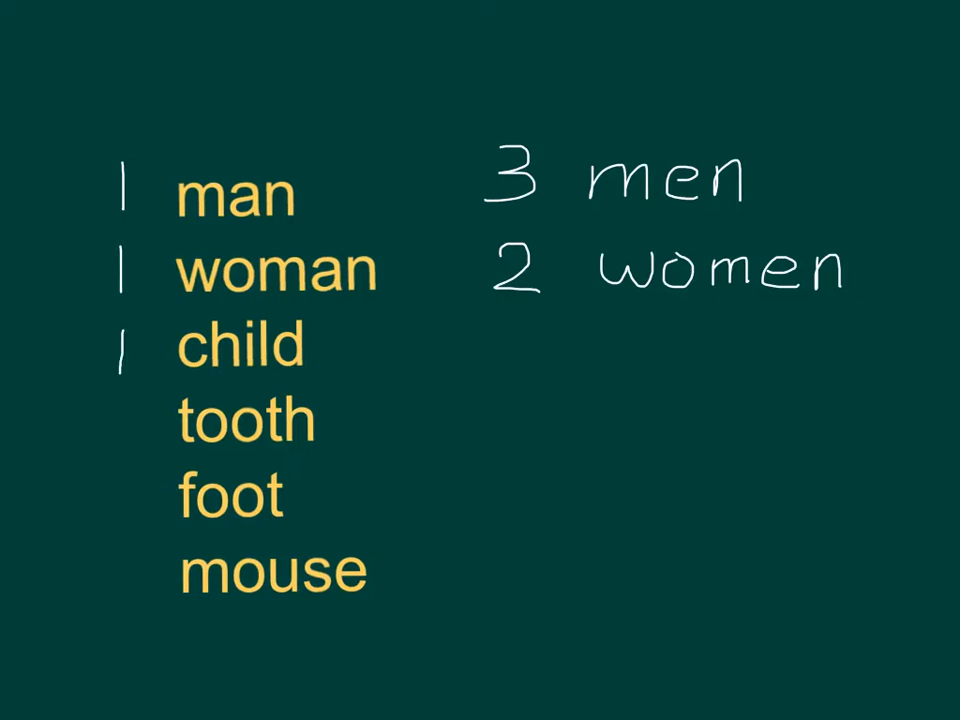 1 man 3 men
1 woman 2 women
1 child
tooth
foot
mouse